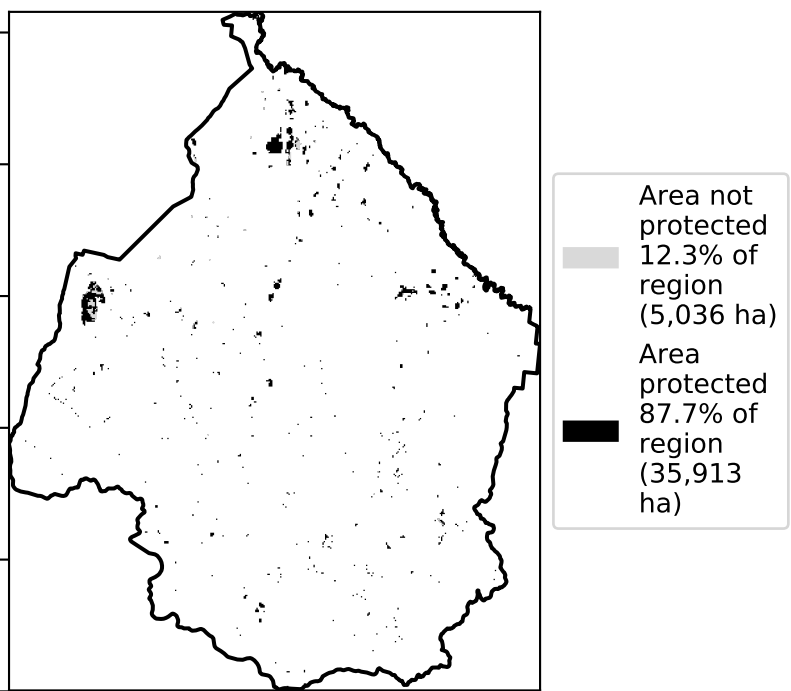 Area not
protected
12.3% of
region
(5,036 ha)
Area
protected
87.7% of
region
(35,913
ha)